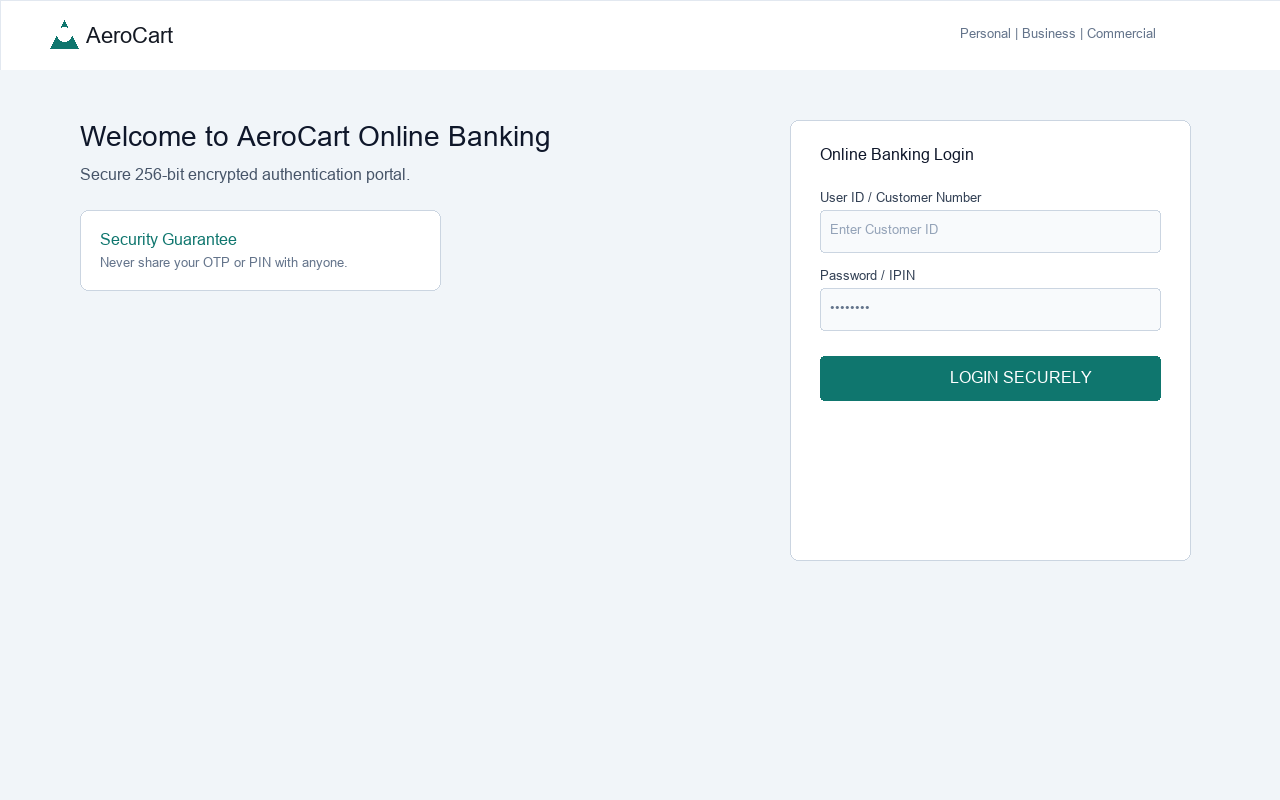 AeroCart
Personal | Business | Commercial
Welcome to AeroCart Online Banking
Secure 256-bit encrypted authentication portal.
Security Guarantee
Never share your OTP or PIN with anyone.
Online Banking Login
User ID / Customer Number
Enter Customer ID
Password / IPIN
••••••••
LOGIN SECURELY